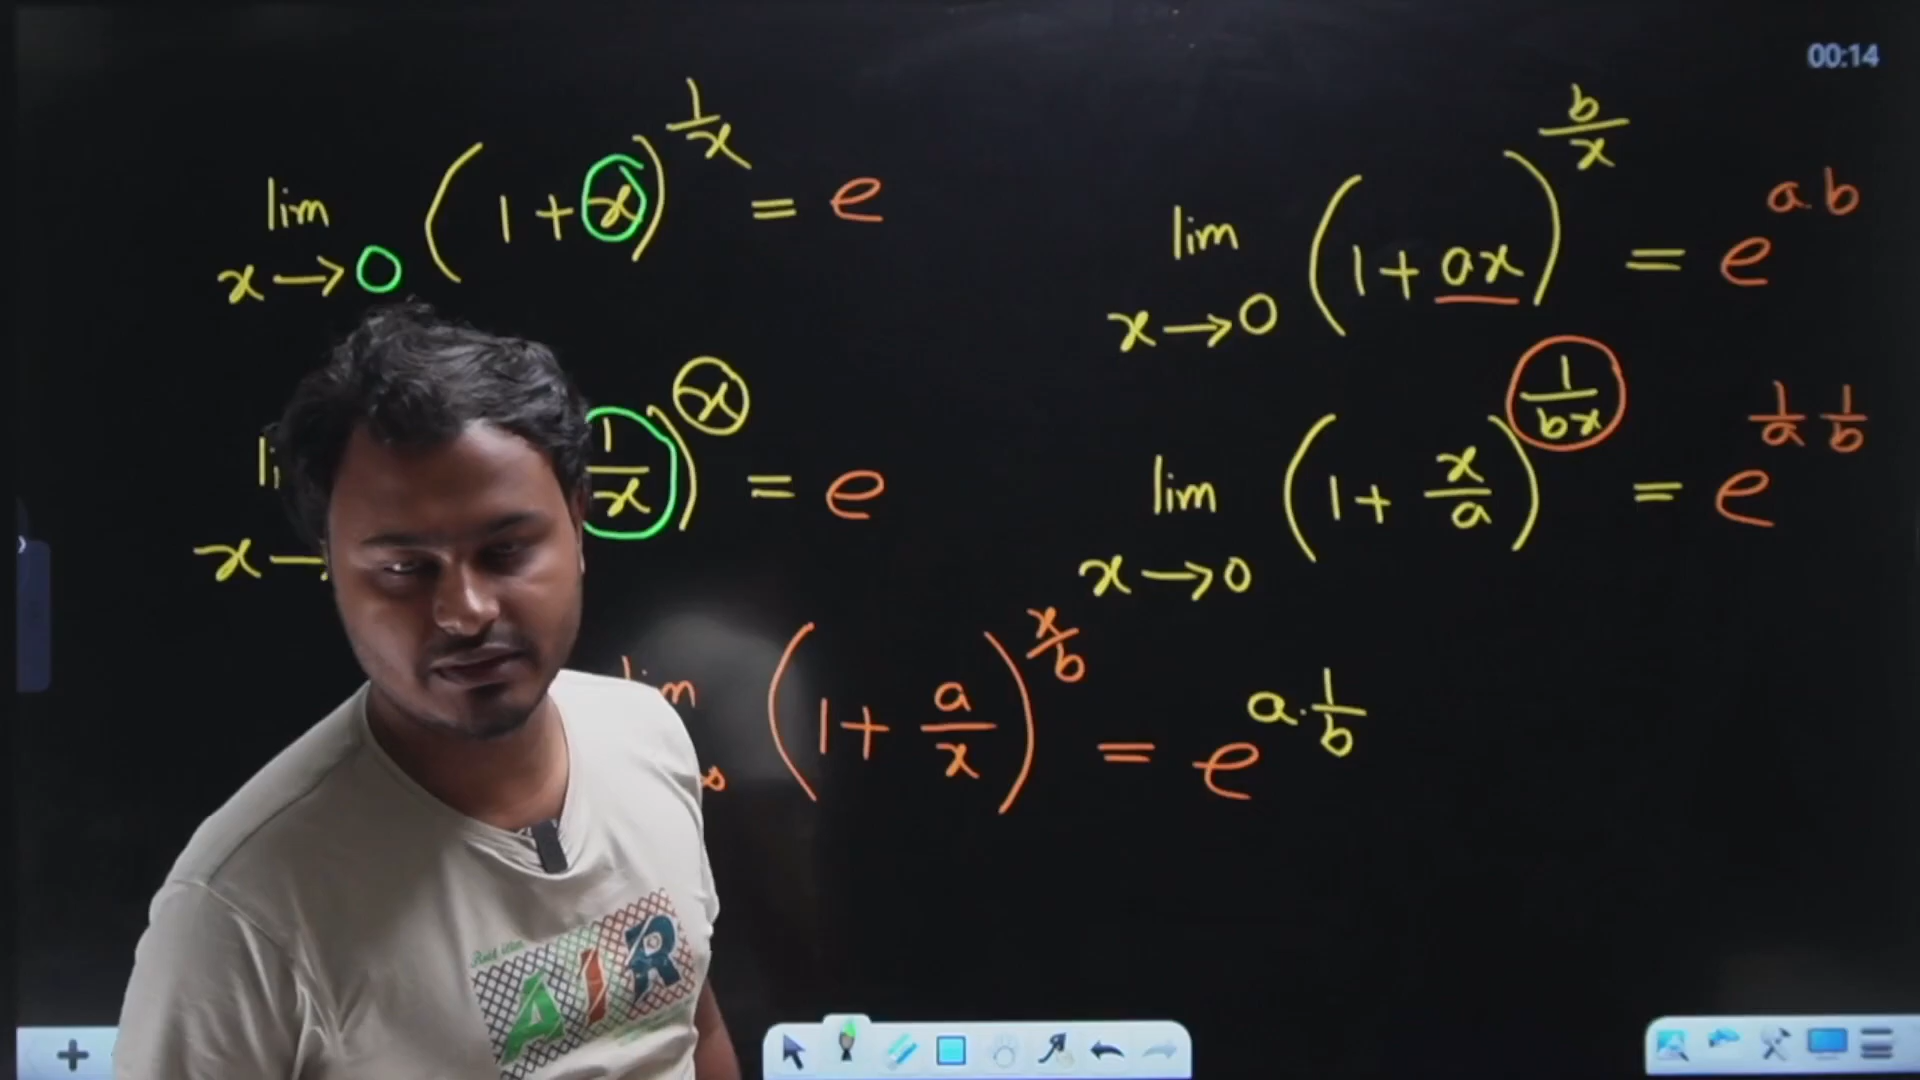 00:14
lim x→0 (1+x)^(1/x) = e
lim x→0 (1+ax)^(b/x) = e^(ab)
x→ 1/x)^x = e
lim x→0 (1+x/a)^(1/(bx)) = e^(1/a 1/b)
(1+a/x)^(x/b) = e^(a·1/b)
AIR